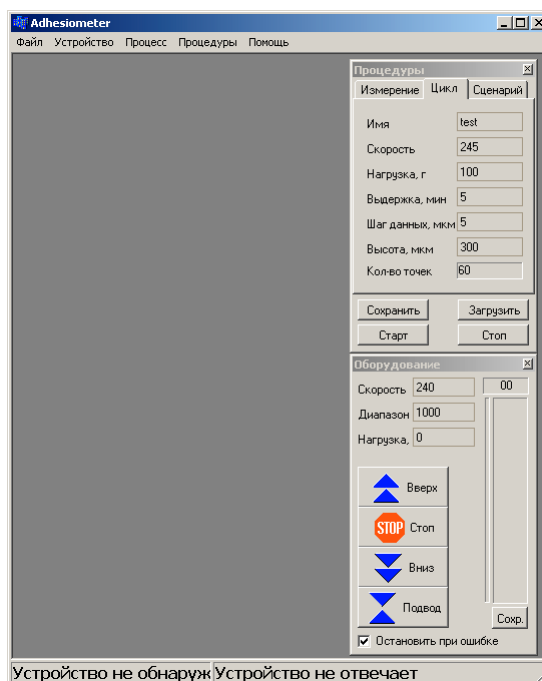 Adhesiometer
Файл Устройство Процесс Процедуры Помощь
Процедуры
Измерение Цикл Сценарий
Имя test
Скорость 245
Нагрузка, г 100
Выдержка, мин 5
Шаг данных, мкм 5
Высота, мкм 300
Кол-во точек 60
Сохранить Загрузить
Старт Стоп
Оборудование
Скорость 240 00
Диапазон 1000
Нагрузка, 0
Вверх
STOP Стоп
Вниз
Подвод
Сохр.
Остановить при ошибке
Устройство не обнаруж Устройство не отвечает